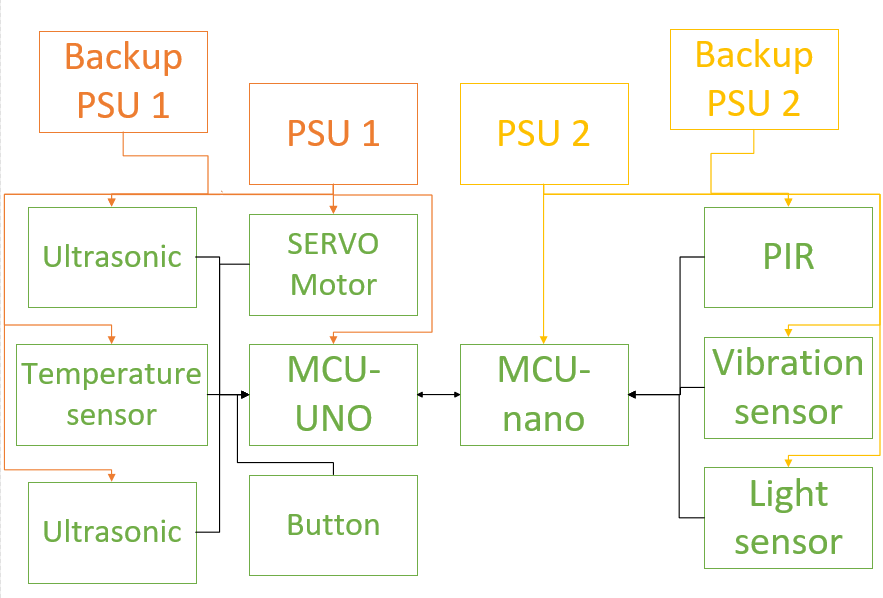 Backup
PSU 1
PSU 1
PSU 2
Backup
PSU 2
Ultrasonic
SERVO
Motor
PIR
Temperature
sensor
MCU-
UNO
MCU-
nano
Vibration
sensor
Ultrasonic
Button
Light
sensor